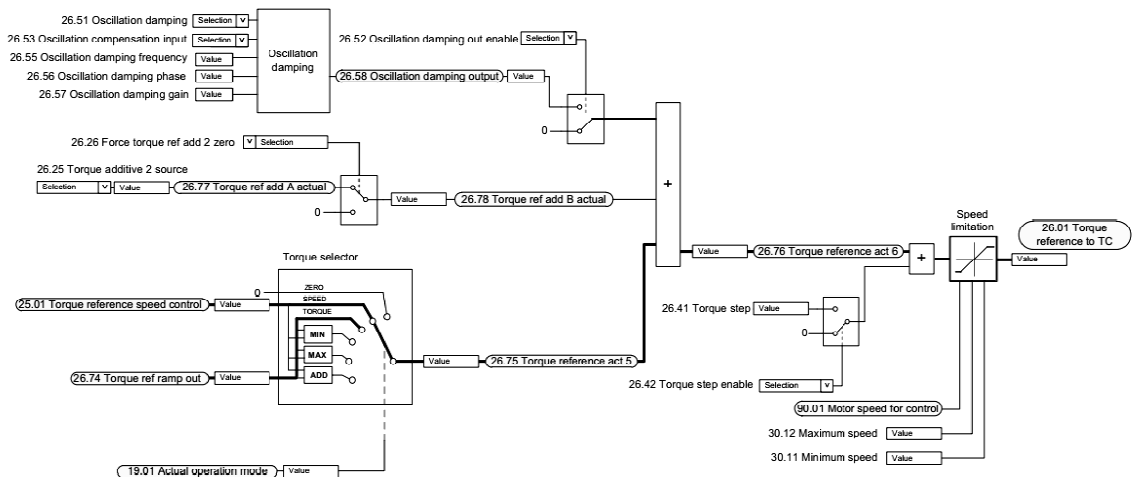 26.51 Oscillation damping
Selection
26.53 Oscillation compensation input
Selection
26.55 Oscillation damping frequency
Value
26.56 Oscillation damping phase
Value
26.57 Oscillation damping gain
Value
Oscillation
damping
26.52 Oscillation damping out enable
Selection
26.58 Oscillation damping output
Value
0
26.26 Force torque ref add 2 zero
Selection
26.25 Torque additive 2 source
Selection
Value
26.77 Torque ref add A actual
0
Value
26.78 Torque ref add B actual
+
Value
26.76 Torque reference act 6
+
Speed
limitation
26.01 Torque
reference to TC
Value
Torque selector
0
ZERO
SPEED
TORQUE
MIN
MAX
ADD
25.01 Torque reference speed control
Value
26.74 Torque ref ramp out
Value
Value
26.75 Torque reference act 5
26.41 Torque step
Value
0
26.42 Torque step enable
Selection
90.01 Motor speed for control
30.12 Maximum speed
Value
30.11 Minimum speed
Value
19.01 Actual operation mode
Value